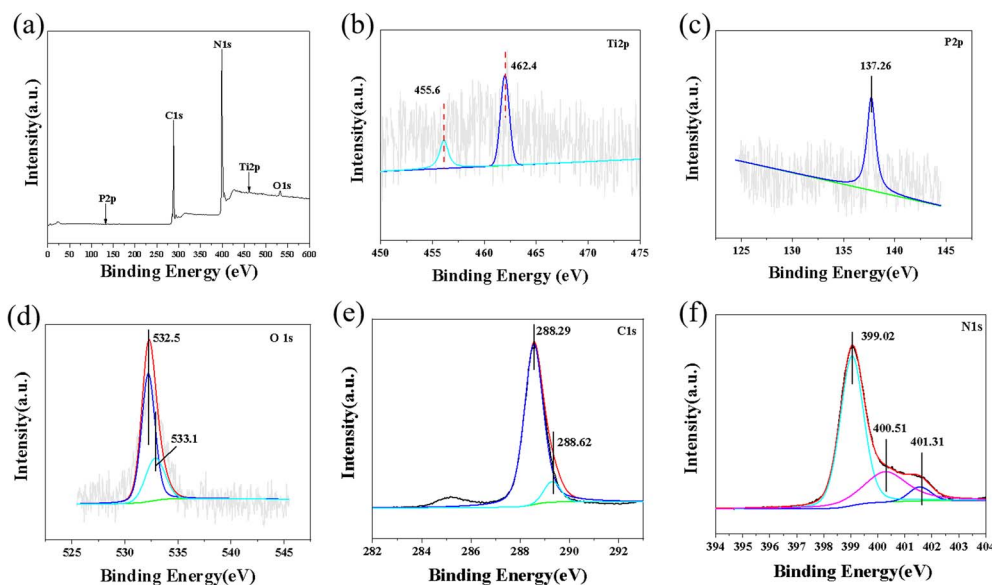 (a)
N1s
C1s
Ti2p
O1s
P2p
Intensity(a.u.)
0 50 100 150 200 250 300 350 400 450 500 550 600
Binding Energy (eV)
(b)
Ti2p
462.4
455.6
Intensity(a.u.)
450 455 460 465 470 475
Binding Energy (eV)
(c)
P2p
137.26
Intensity(a.u.)
125 130 135 140 145
Binding Energy(eV)
(d)
O 1s
532.5
533.1
Intensity(a.u.)
525 530 535 540 545
Binding Energy(eV)
(e)
C1s
288.29
288.62
Intensity(a.u.)
282 284 286 288 290 292
Binding Energy(eV)
(f)
N1s
399.02
400.51
401.31
Intensity(a.u.)
394 395 396 397 398 399 400 401 402 403 404
Binding Energy(eV)